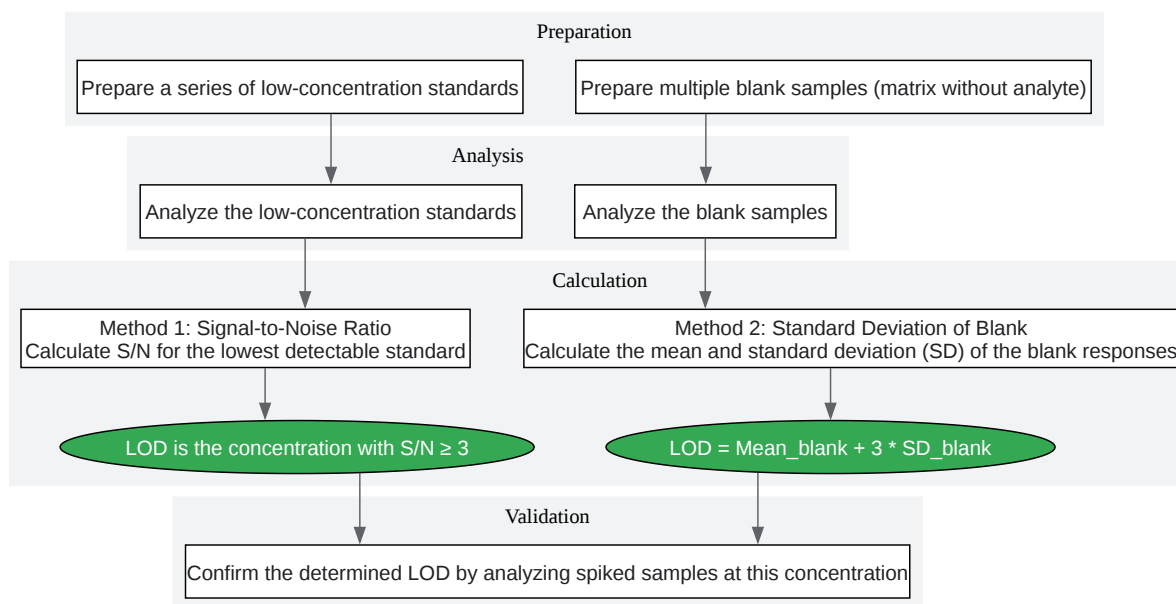 Preparation
Prepare a series of low-concentration standards
Prepare multiple blank samples (matrix without analyte)
Analysis
Analyze the low-concentration standards
Analyze the blank samples
Calculation
Method 1: Signal-to-Noise Ratio
Calculate S/N for the lowest detectable standard
Method 2: Standard Deviation of Blank
Calculate the mean and standard deviation (SD) of the blank responses
LOD is the concentration with S/N ≥ 3
LOD = Mean_blank + 3 * SD_blank
Validation
Confirm the determined LOD by analyzing spiked samples at this concentration